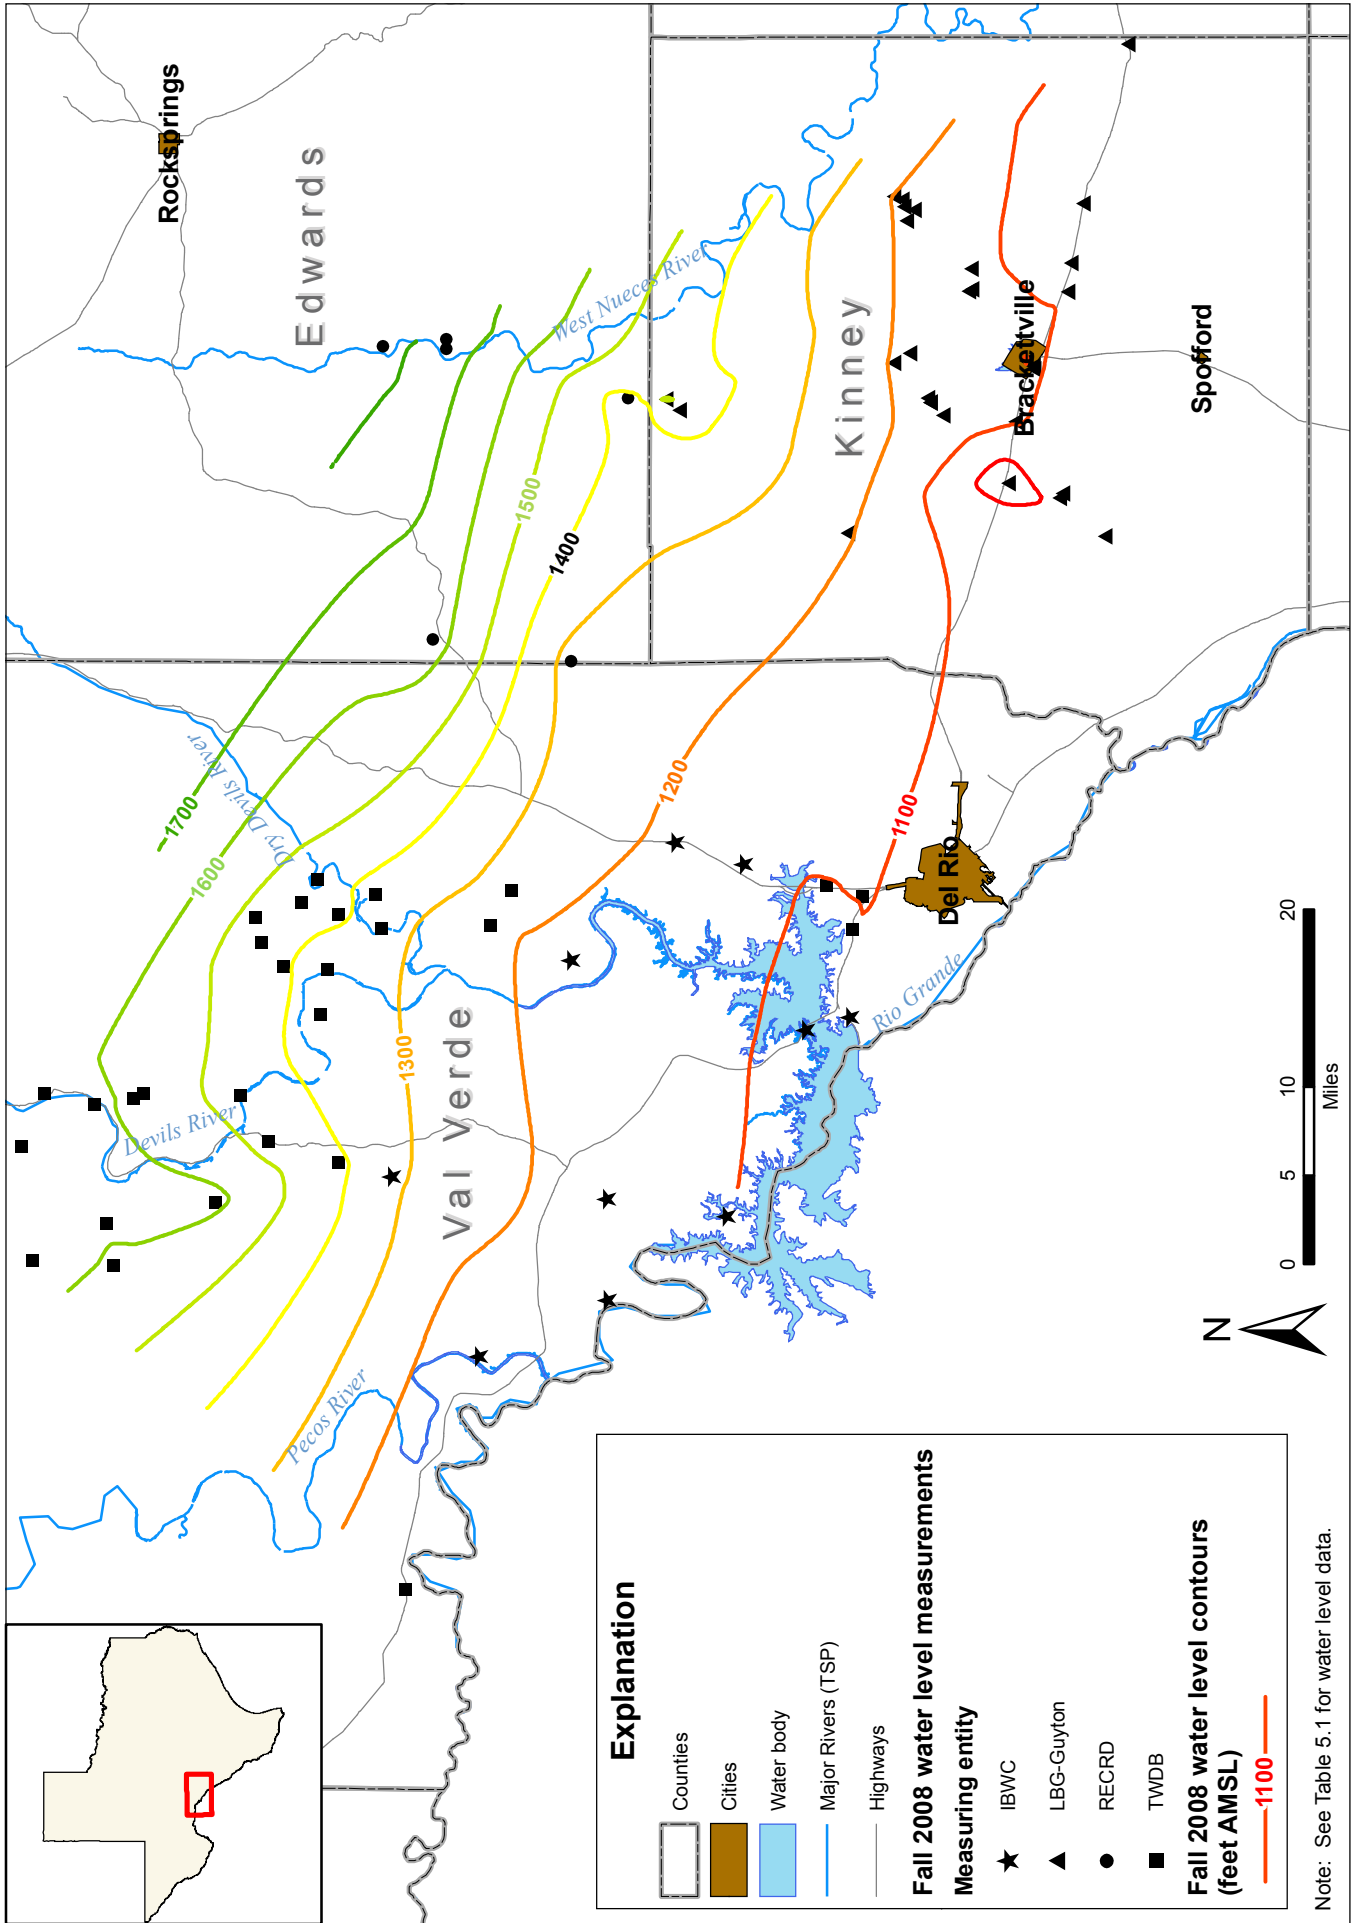 Rocksprings
Edwards
West Nueces River
Kinney
Brackettville
Spofford
1500
1400
Dry Devils River
1700
1600
1200
1100
Del Rio
Rio Grande
1300
Val Verde
Devils River
Pecos River
20
10
5
0
Miles
N
Explanation
Counties
Cities
Water body
Major Rivers (TSP)
Highways
Fall 2008 water level measurements
Measuring entity
IBWC
LBG-Guyton
RECRD
TWDB
Fall 2008 water level contours
(feet AMSL)
1100
Note: See Table 5.1 for water level data.